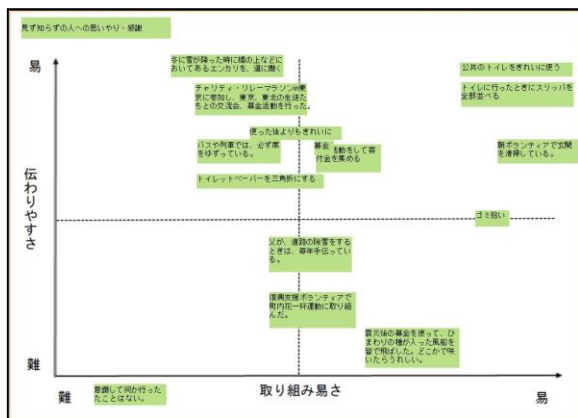 見ず知らずの人への思いやり・感謝
易
冬に雪が降った時に橋の上などに
おいてあるエンカリを、道に撒く
公共のトイレをきれいに使う
チャリティ・リレーマラソンin東
京に参加し、東京、東北の生徒た
ちとの交流会、募金活動を行った。
トイレに行ったときにスリッパを
全部並べる
使った後よりもきれいに
バスや列車では、必ず席
をゆずっている。
募金
活動をして寄
付金を集める
朝ボランティアで玄関
を清掃している。
トイレットペーパーを三角折にする
伝わりやすさ
ゴミ拾い
父が、道路の除雪をする
ときは、毎年手伝ってい
る。
復興支援ボランティアで
町内花一杯運動に取り組
んだ。
震災後の募金を使って、ひ
まわりの種が入った風船を
皆で飛ばした。どこかで咲
いたらうれしい。
難
難
意識して何か行っ
たことはない。
取り組み易さ
易